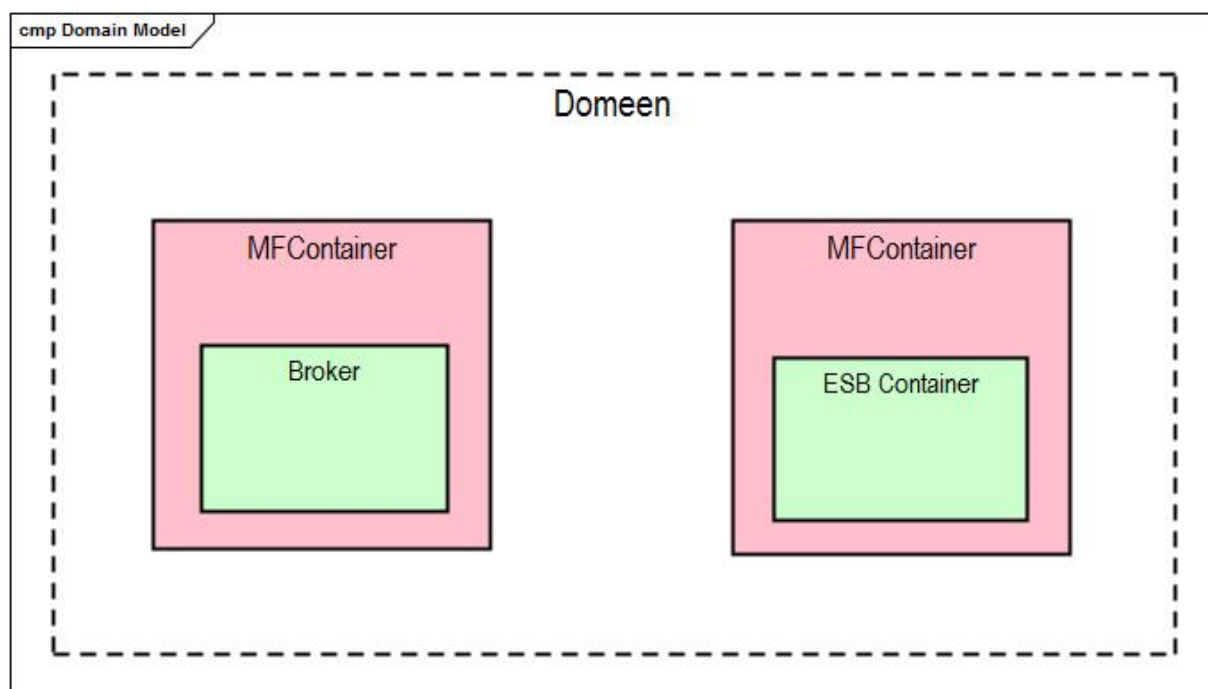 cmp Domain Model
Domeen
MFContainer
MFContainer
Broker
ESB Container